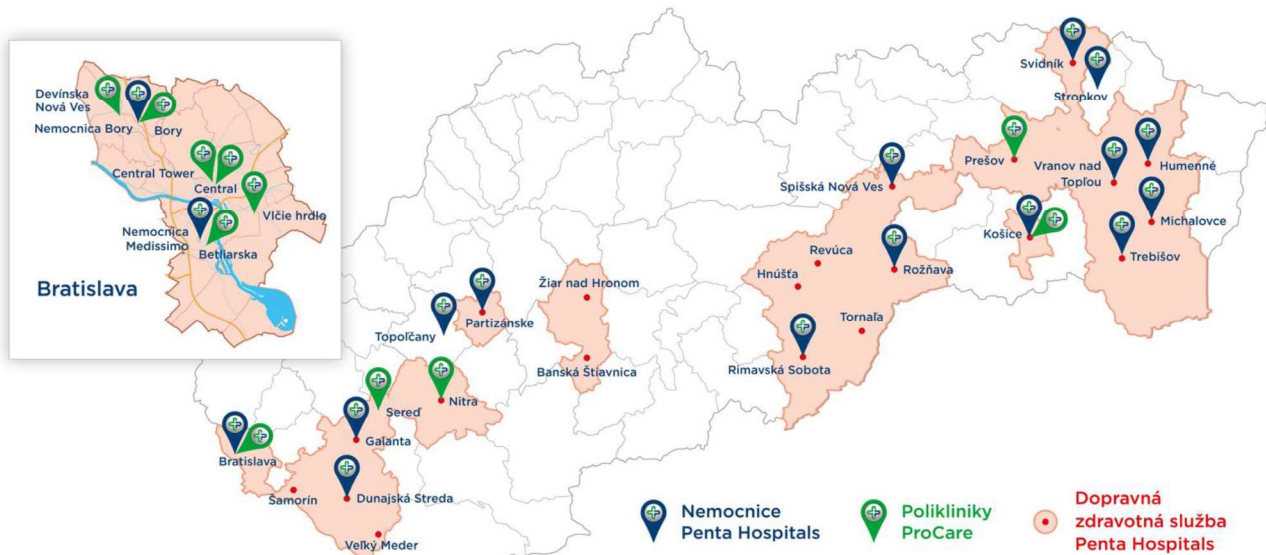 Devínska
Nová Ves
Nemocnica Bory
Bory
Central Tower
Central
Vlčie hrdlo
Nemocnica
Medissimo
Betliarska
Bratislava
Svidník
Stropkov
Prešov
Vranov nad
Topľou
Humenné
Spišská Nová Ves
Michalovce
Košice
Trebišov
Revúca
Rožňava
Hnúšťa
Žiar nad Hronom
Tornaľa
Partizánske
Topoľčany
Banská Štiavnica
Rimavská Sobota
Nitra
Sereď
Galanta
Bratislava
Šamorín
Dunajská Streda
Veľký Meder
Nemocnice
Penta Hospitals
Polikliniky
ProCare
Dopravná
zdravotná služba
Penta Hospitals